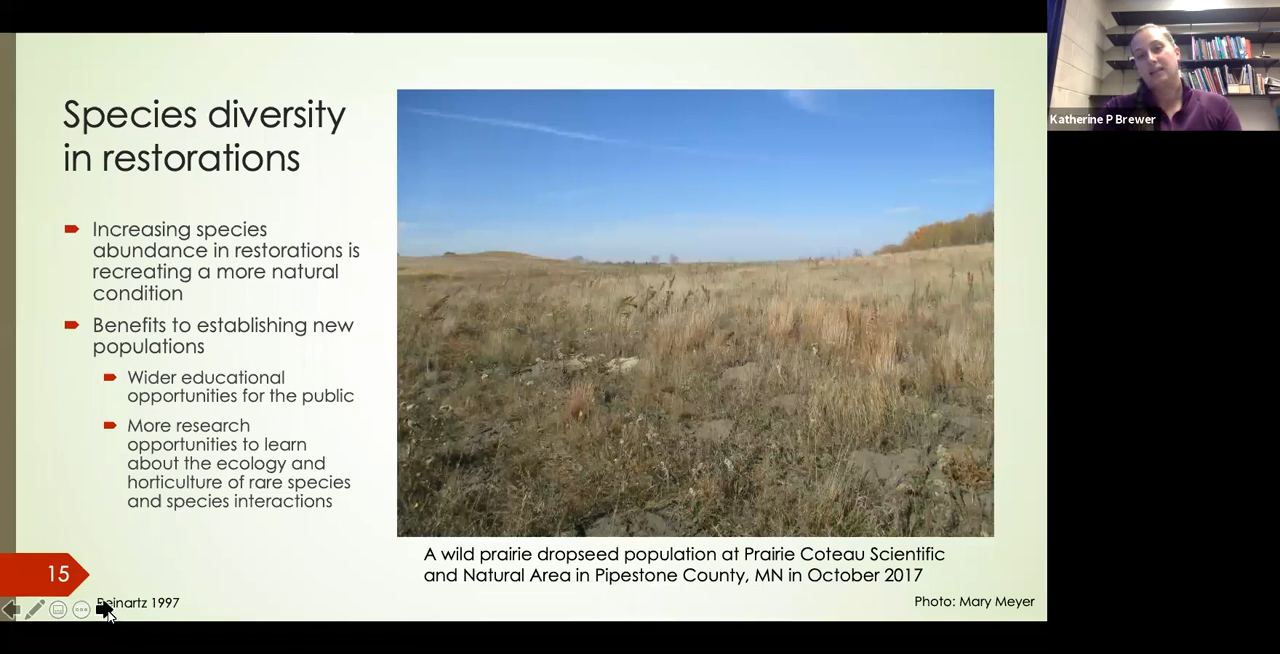 Species diversity
in restorations
Increasing species
abundance in restorations is
recreating a more natural
condition
Benefits to establishing new
populations
Wider educational
opportunities for the public
More research
opportunities to learn
about the ecology and
horticulture of rare species
and species interactions
A wild prairie dropseed population at Prairie Coteau Scientific
and Natural Area in Pipestone County, MN in October 2017
15
Reinartz 1997
Photo: Mary Meyer
Katherine P Brewer